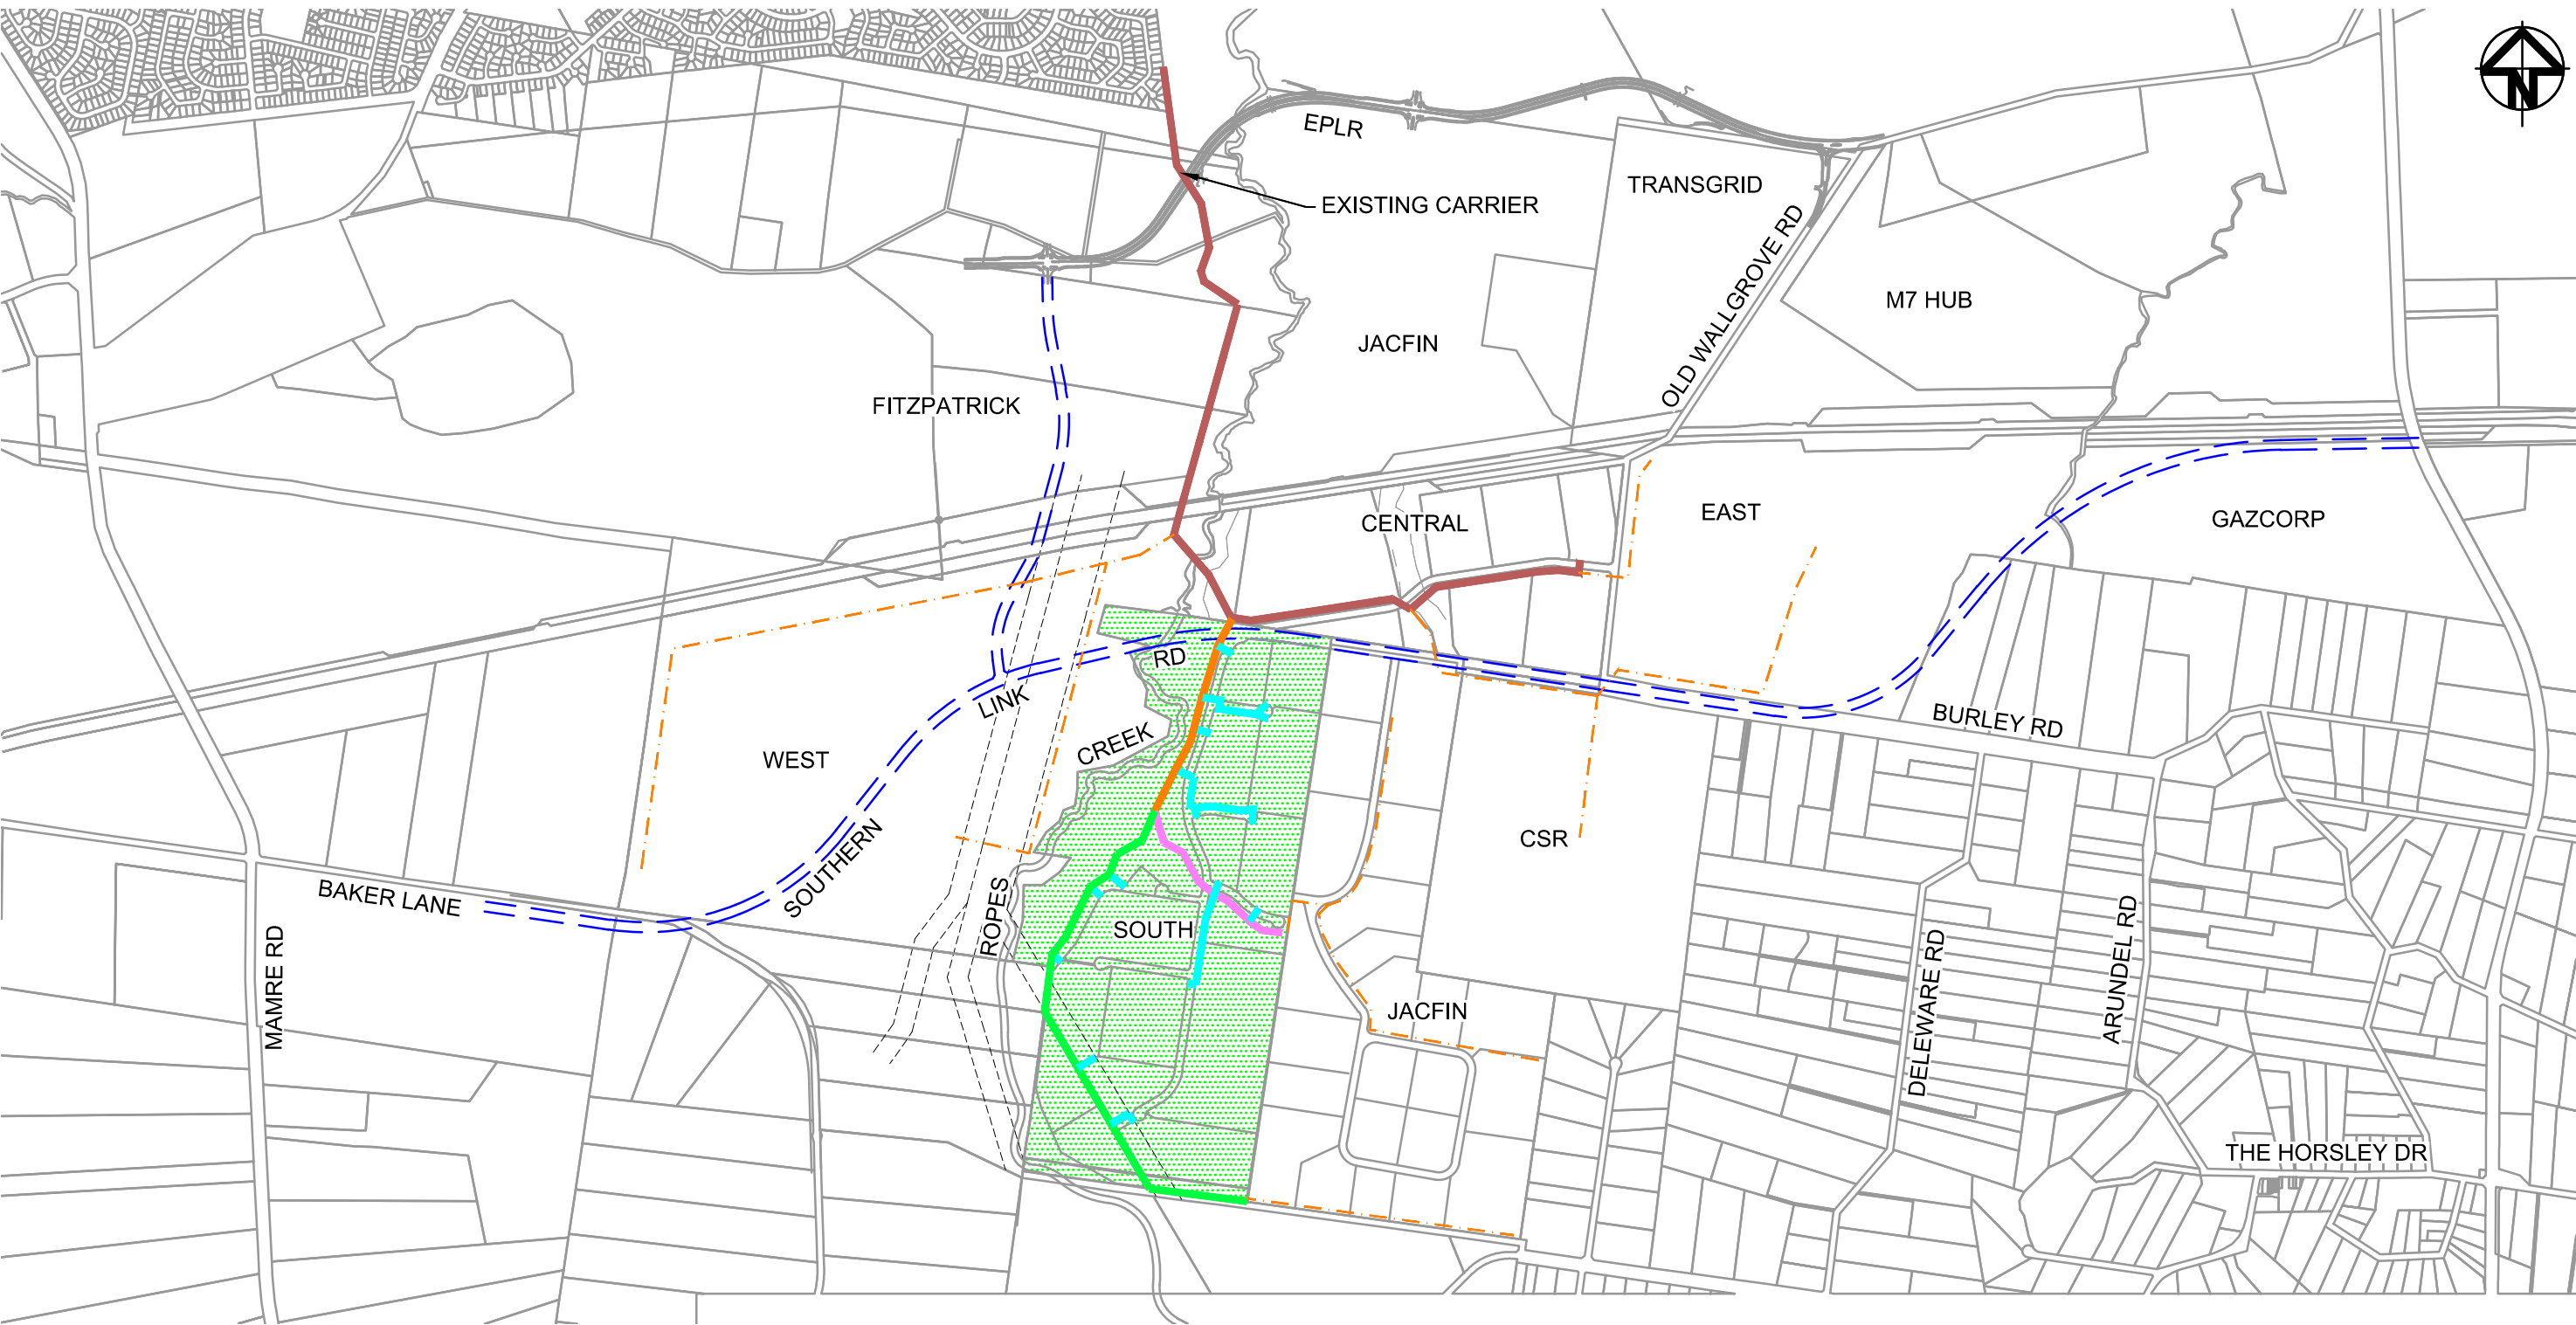 N
EPLR
TRANSGRID
EXISTING CARRIER
OLD WALLGROVE RD
M7 HUB
JACFIN
FITZPATRICK
CENTRAL
EAST
GAZCORP
RD
LINK
BURLEY RD
CREEK
WEST
SOUTHERN
CSR
BAKER LANE
ROPES
SOUTH
MAMRE RD
DELEWARE RD
ARUNDEL RD
JACFIN
THE HORSLEY DR